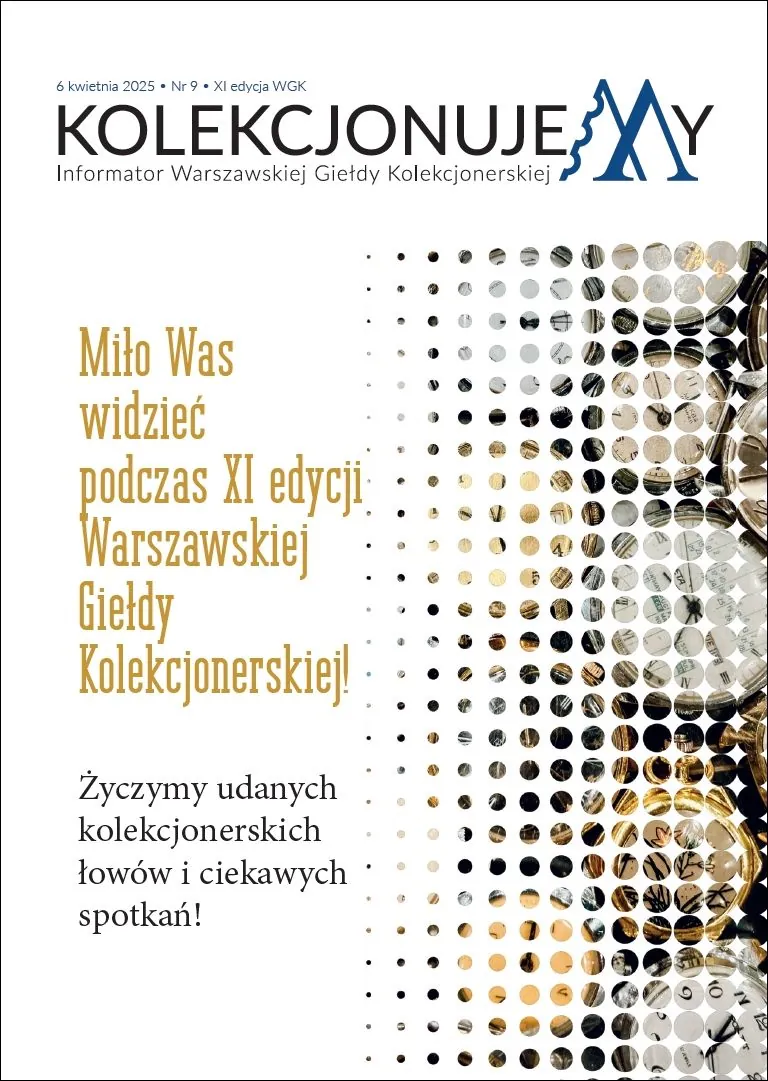 6 kwietnia 2025 • Nr 9 • XI edycja WGK
KOLEKCJONUJEMY
Informator Warszawskiej Giełdy Kolekcjonerskiej
Miło Was
widzieć
podczas XI edycji
Warszawskiej
Giełdy
Kolekcjonerskiej!
Życzymy udanych
kolekcjonerskich
łowów i ciekawych
spotkań!